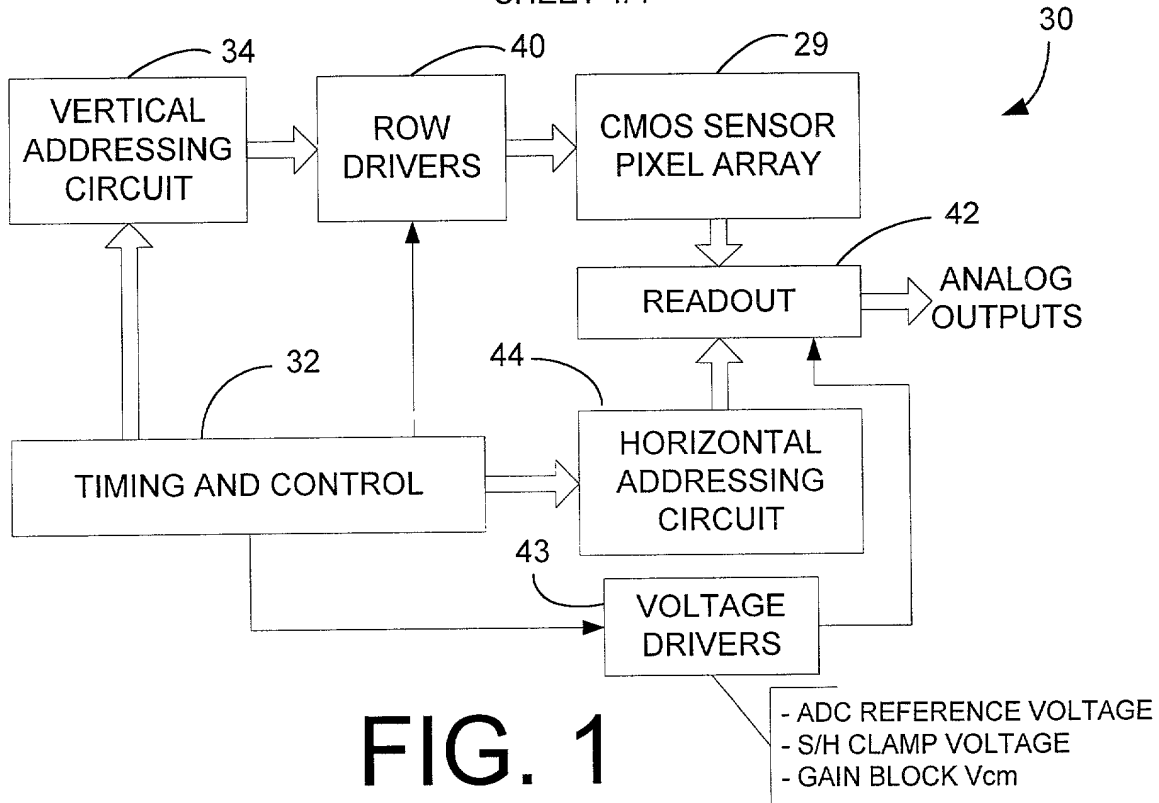 30
34
40
29
VERTICAL
ADDRESSING
CIRCUIT
ROW
DRIVERS
CMOS SENSOR
PIXEL ARRAY
42
READOUT
ANALOG
OUTPUTS
32
44
TIMING AND CONTROL
HORIZONTAL
ADDRESSING
CIRCUIT
43
VOLTAGE
DRIVERS
- ADC REFERENCE VOLTAGE
- S/H CLAMP VOLTAGE
- GAIN BLOCK Vcm
FIG. 1